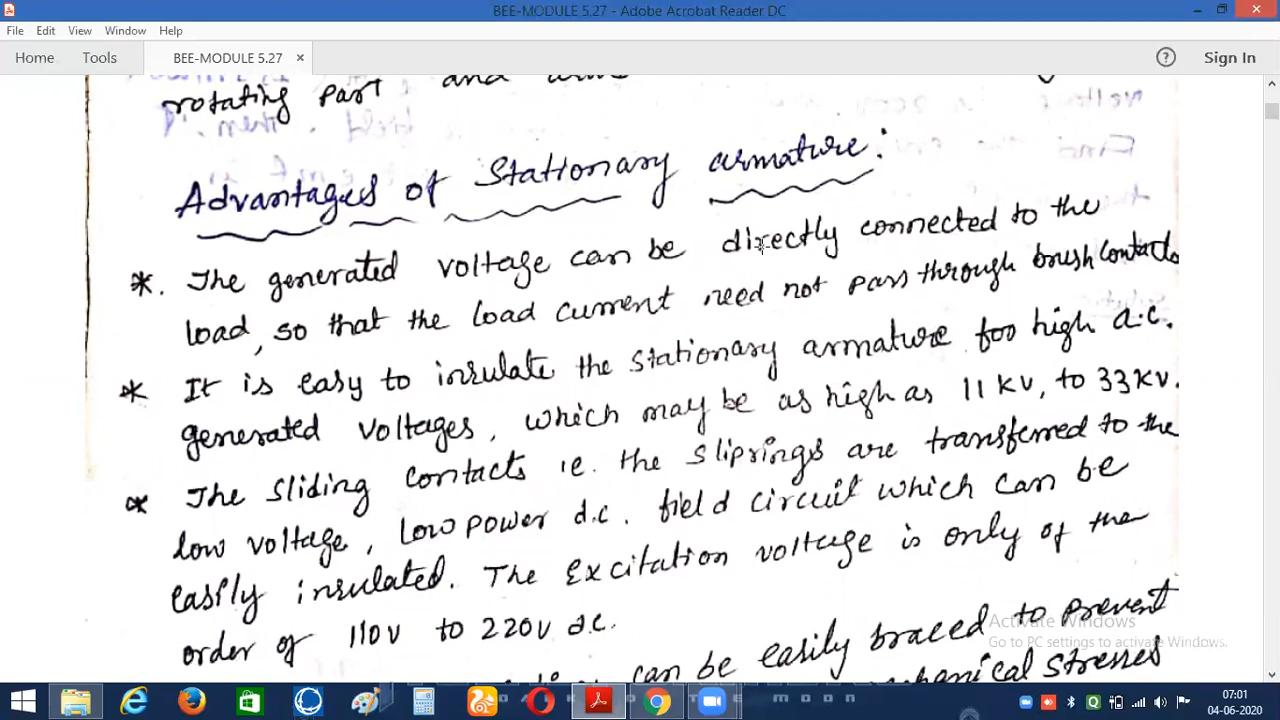 BEE-MODULE 5.27 - Adobe Acrobat Reader DC
File Edit View Window Help
Home Tools BEE-MODULE 5.27 × Sign In
rotating part and
Advantages of Stationary armature:
*. The generated voltage can be directly connected to the
load, so that the load current need not pass through brush contacts
* It is easy to insulate the stationary armature foo high a.c.
generated voltages, which may be as high as 11 kv, to 33 kv.
* The sliding contacts ie. the sliprings are transferred to the
low voltage, low power d.c. field circuit which can be
easily insulated. The Excitation voltage is only of the
order of 110v to 220v d.c.
can be easily braced to prevent
mechanical stresses
Activate Windows
Go to PC settings to activate Windows.
07:01
04-06-2020